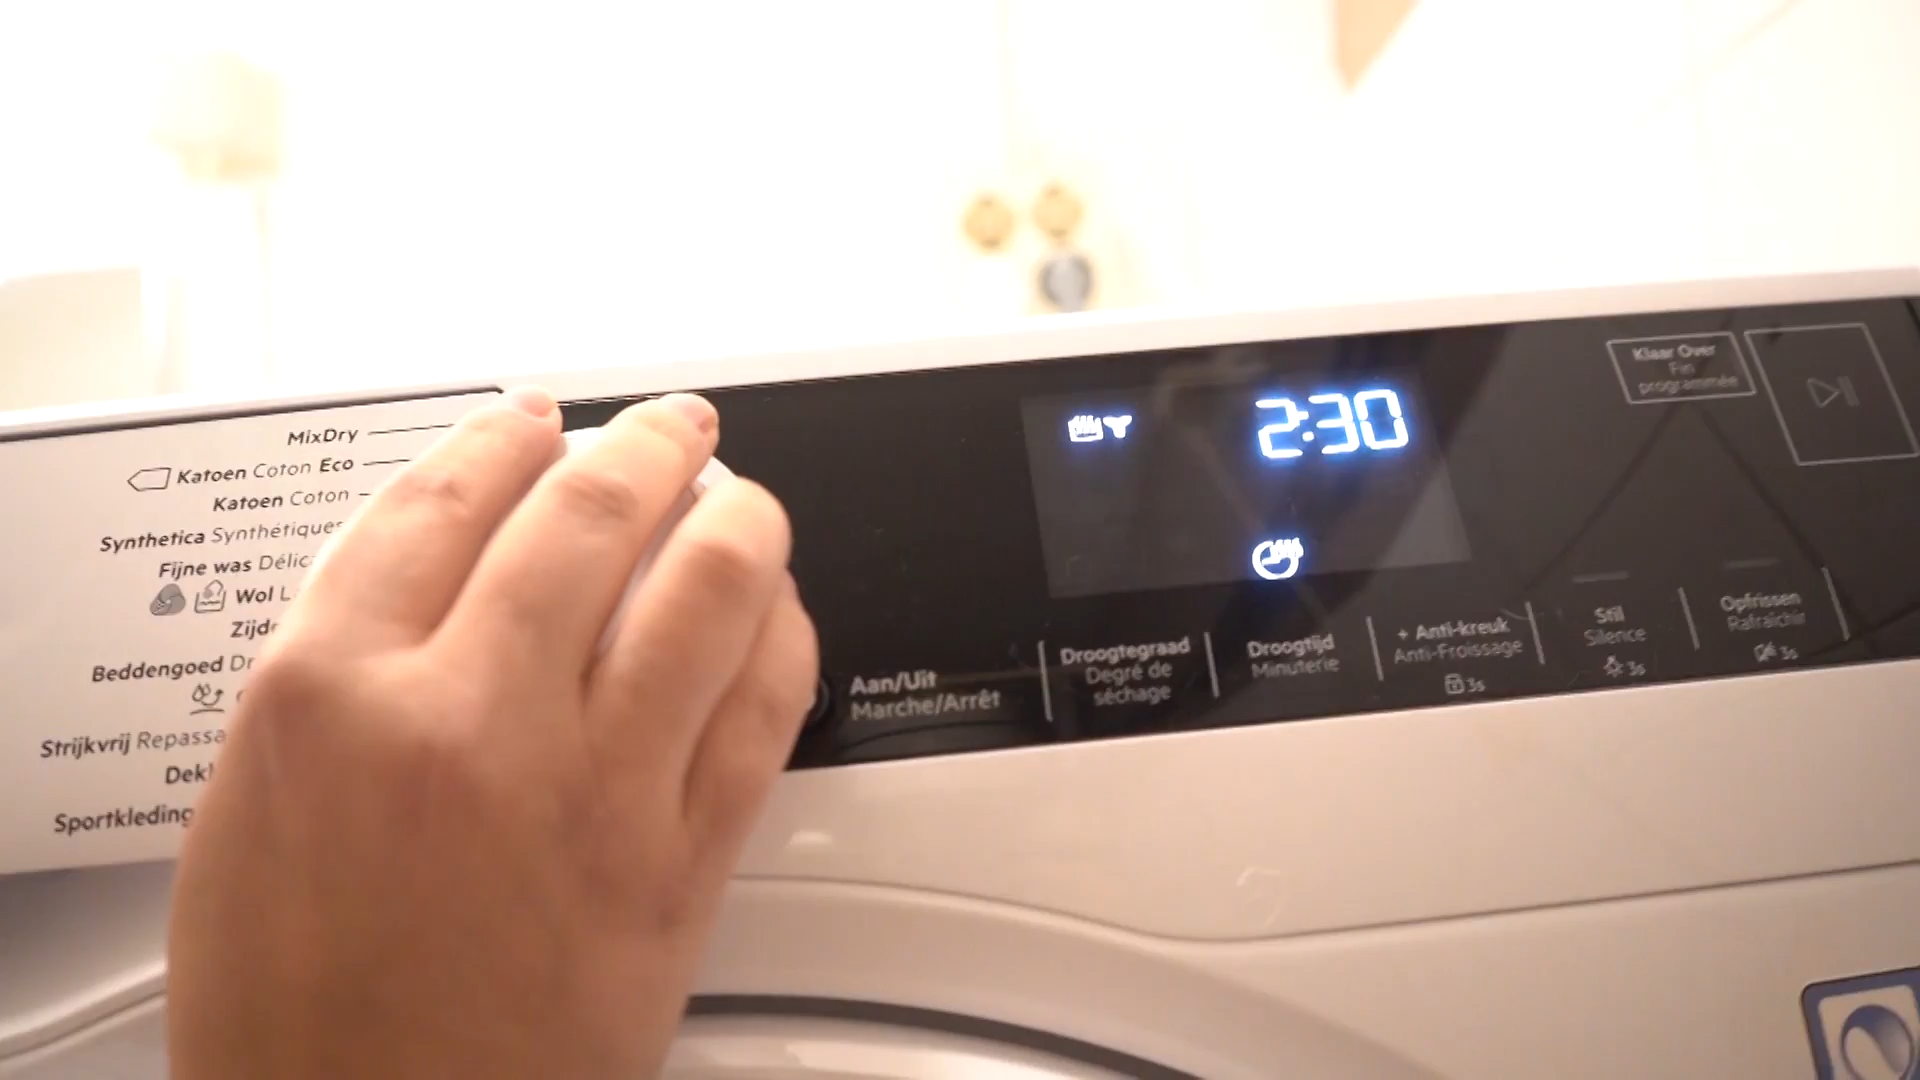 MixDry
Katoen Coton Eco
Katoen Coton
Synthetica Synthétiques
Fijne was
Wol
Beddengoed
Strijkvrij
Sportkleding
2:30
Klaar Over
Fin
programmée
Aan/Uit
Marche/Arrêt
Droogtegraad
Degré de
séchage
Droogtijd
Minuterie
+ Anti-kreuk
Anti-Froissage
3s
Stil
Silence
3s
Opfrissen
Rafraichir
3s